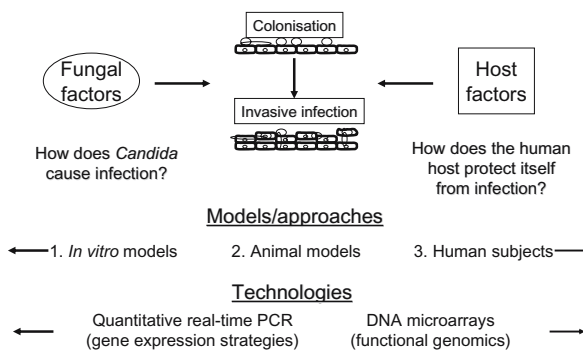 Colonisation
Fungal
factors
Host
factors
Invasive infection
How does Candida
cause infection?
How does the human
host protect itself
from infection?
Models/approaches
1. In vitro models
2. Animal models
3. Human subjects
Technologies
Quantitative real-time PCR
(gene expression strategies)
DNA microarrays
(functional genomics)